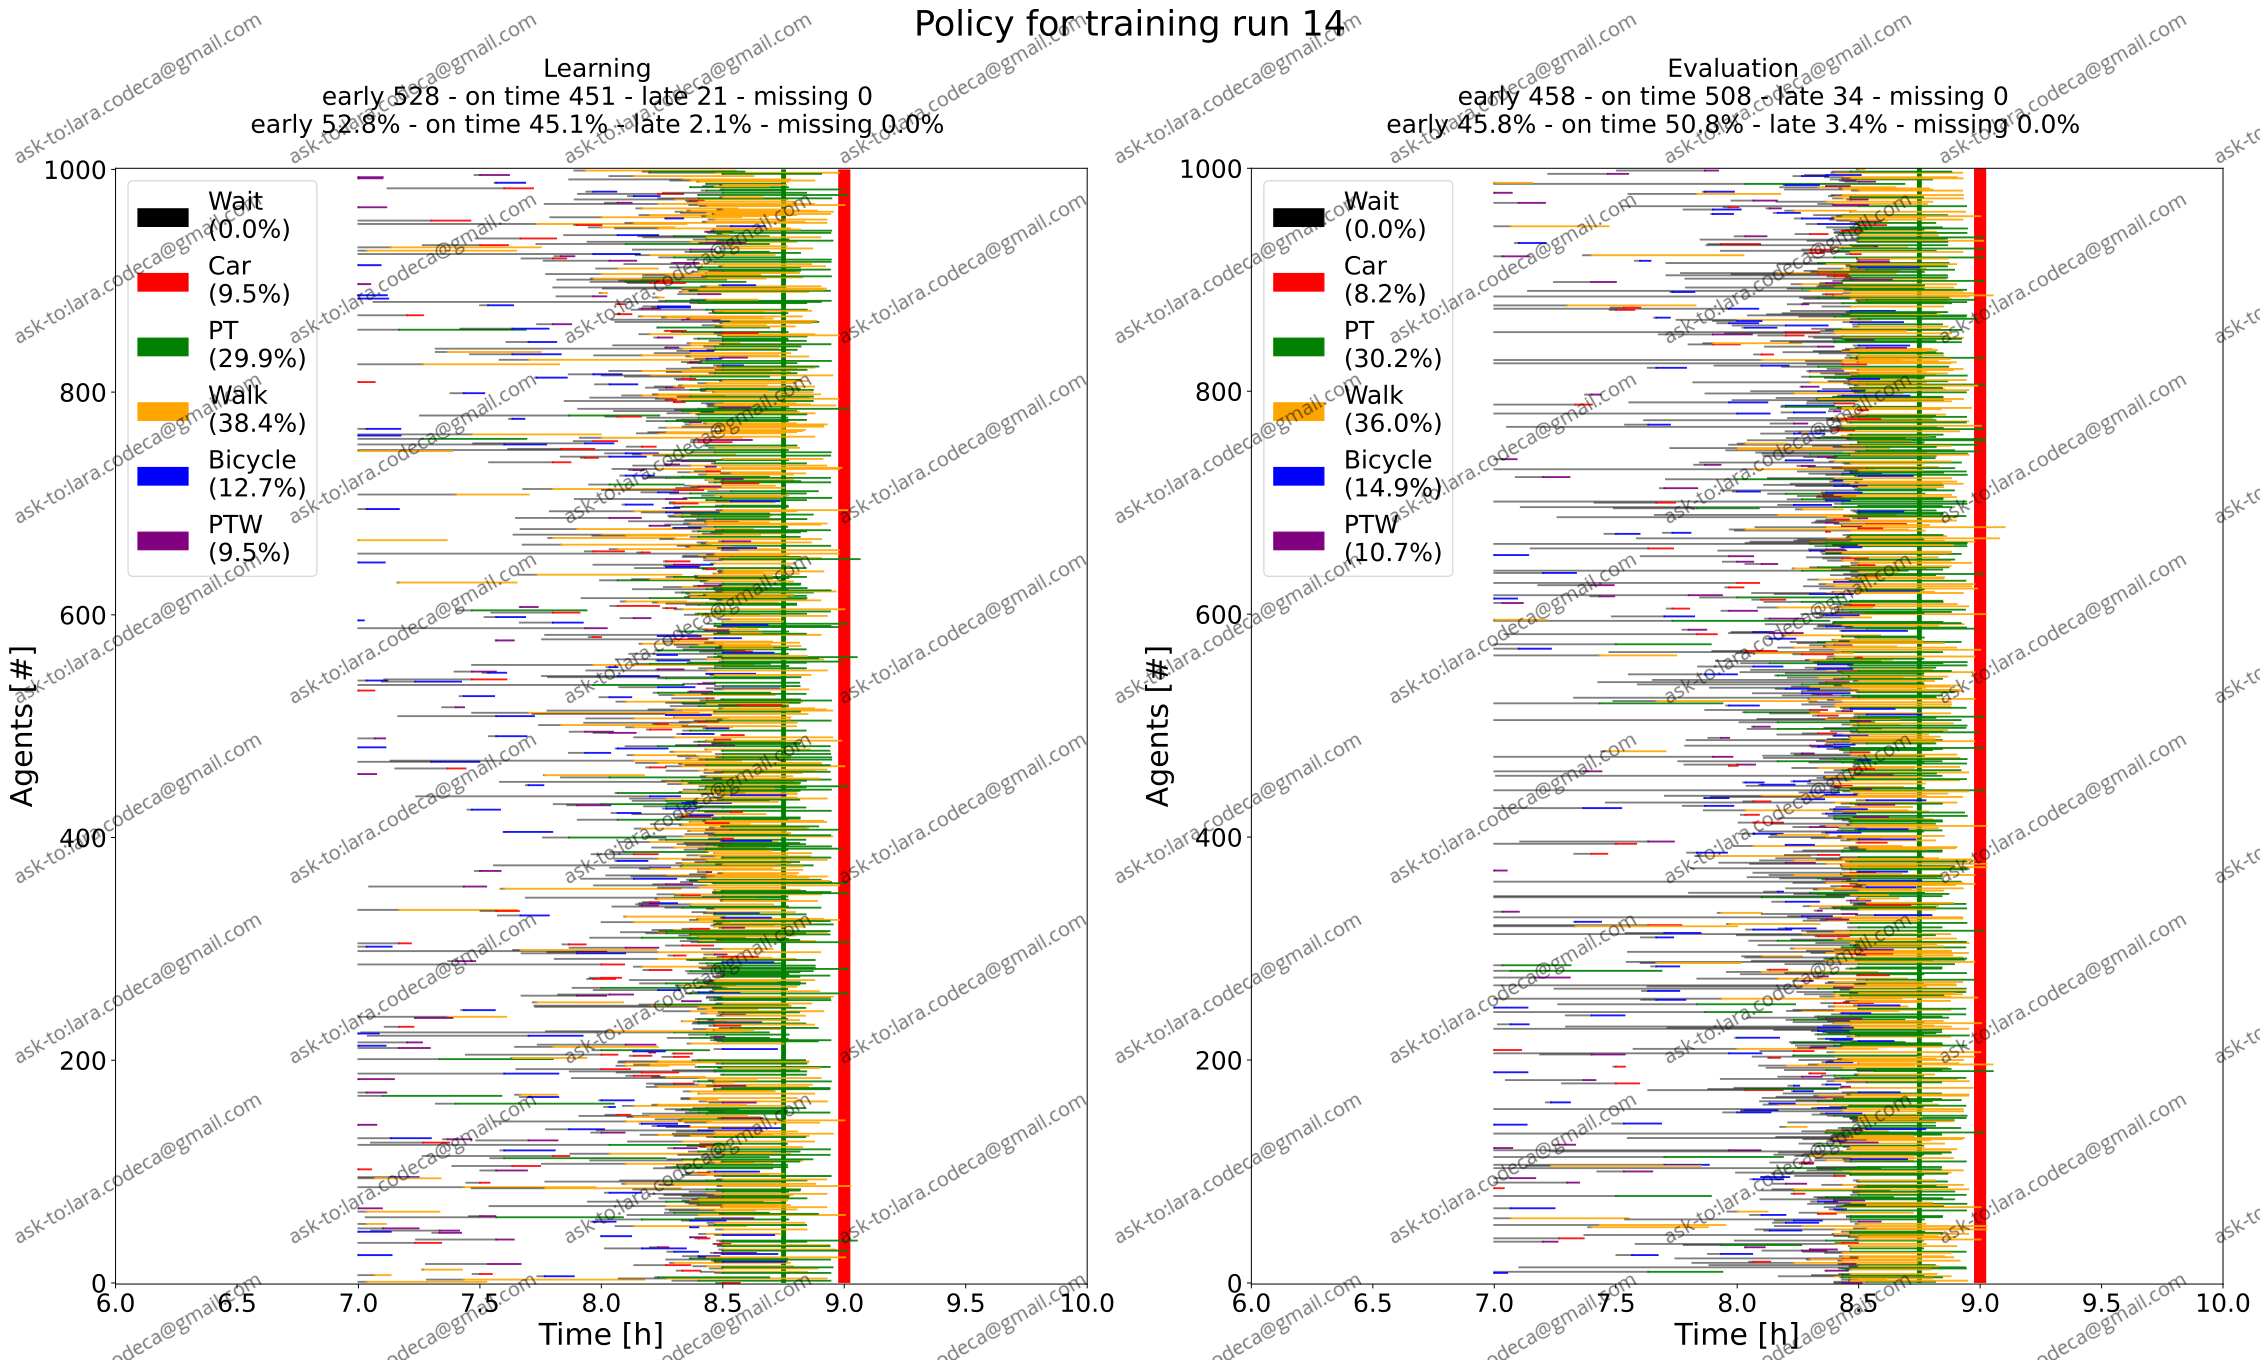 Policy for training run 14
Learning
early 528 - on time 451 - late 21 - missing 0
early 52.8% - on time 45.1% - late 2.1% - missing 0.0%
1000
800
600
400
200
0
Agents [#]
Wait
(0.0%)
Car
(9.5%)
PT
(29.9%)
Walk
(38.4%)
Bicycle
(12.7%)
PTW
(9.5%)
6.0 6.5 7.0 7.5 8.0 8.5 9.0 9.5 10.0
Time [h]
Evaluation
early 458 - on time 508 - late 34 - missing 0
early 45.8% - on time 50.8% - late 3.4% - missing 0.0%
1000
800
600
400
200
0
Agents [#]
Wait
(0.0%)
Car
(8.2%)
PT
(30.2%)
Walk
(36.0%)
Bicycle
(14.9%)
PTW
(10.7%)
6.0 6.5 7.0 7.5 8.0 8.5 9.0 9.5 10.0
Time [h]
ask-to:lara.codeca@gmail.com